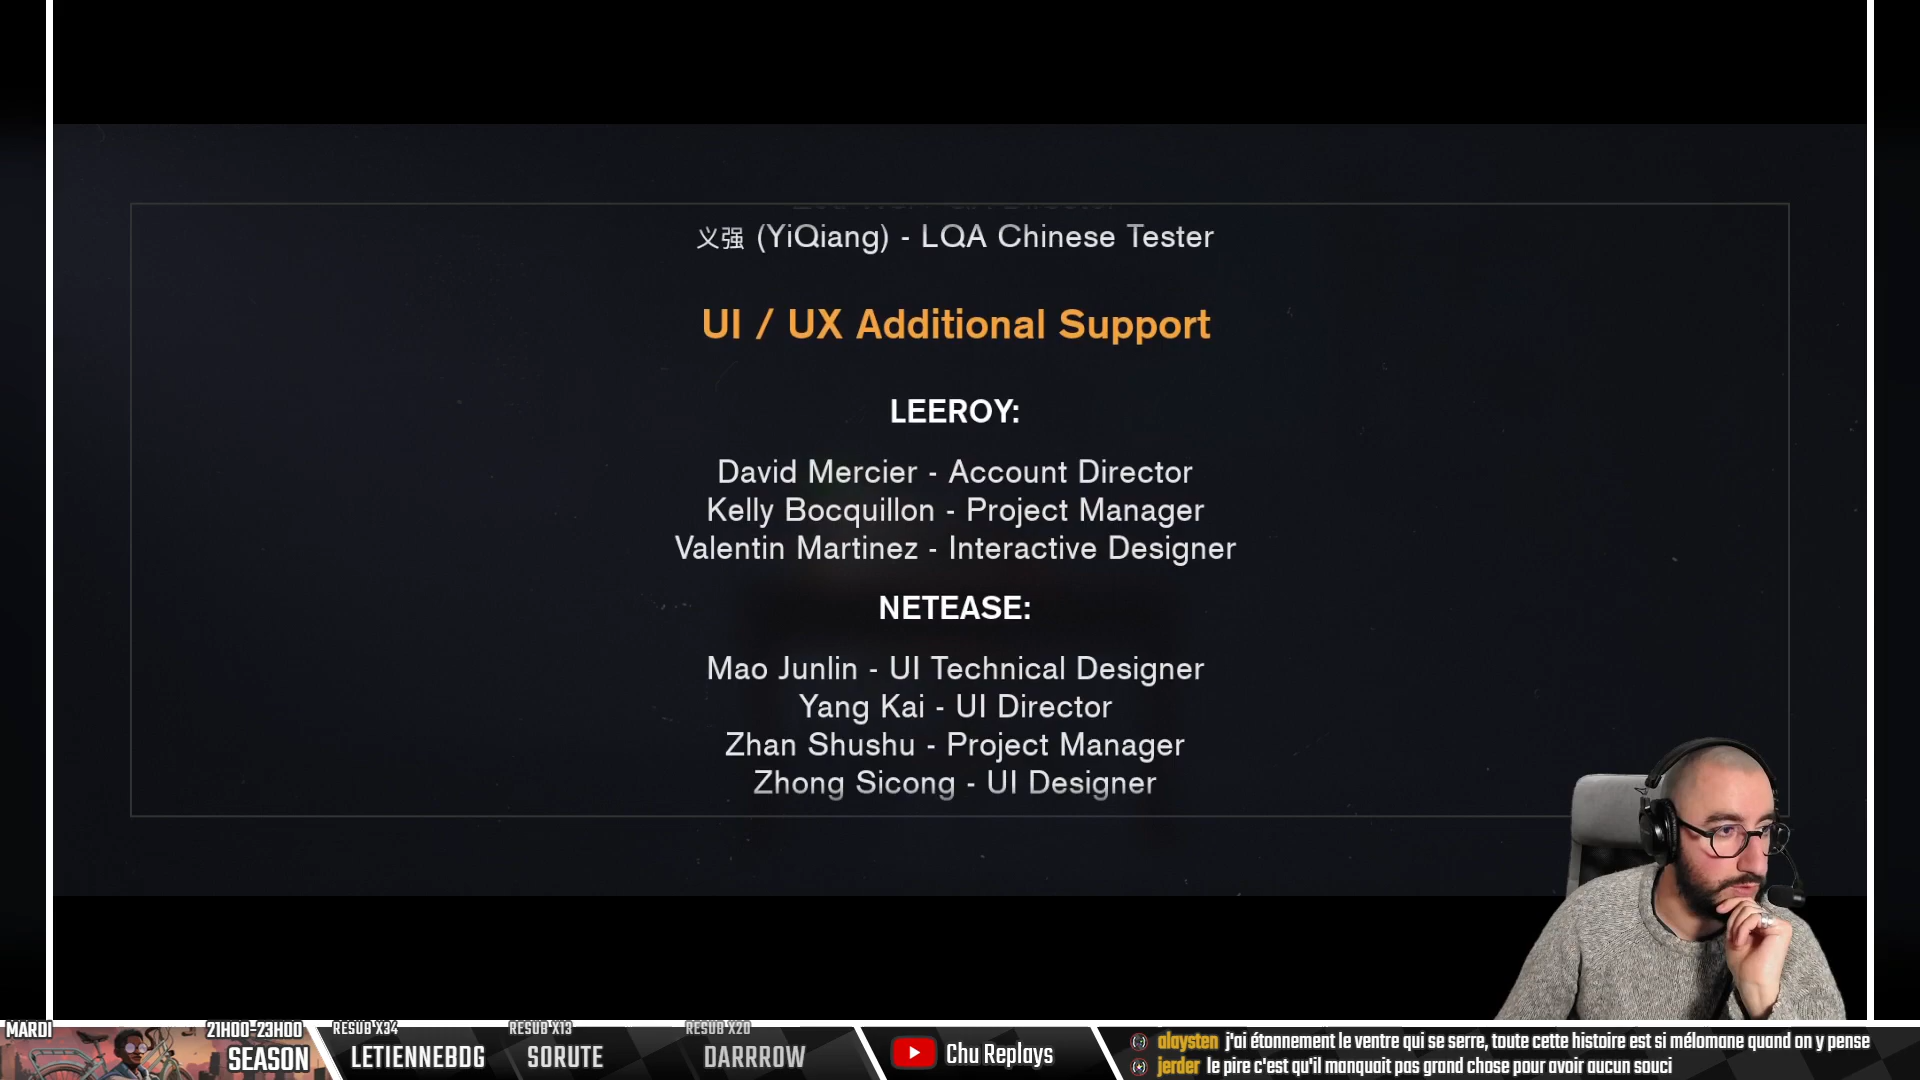 义强 (YiQiang) - LQA Chinese Tester
UI / UX Additional Support
LEEROY:
David Mercier - Account Director
Kelly Bocquillon - Project Manager
Valentin Martinez - Interactive Designer
NETEASE:
Mao Junlin - UI Technical Designer
Yang Kai - UI Director
Zhan Shushu - Project Manager
Zhong Sicong - UI Designer
MARDI
21H00-23H00
SEASON
RESUB X34
LETIENNEBDG
RESUB X13
SORUTE
RESUB X20
DARRROW
Chu Replays
alaysten j'ai étonnement le ventre qui se serre, toute cette histoire est si mélomane quand on y pense
jerder le pire c'est qu'il manquait pas grand chose pour avoir aucun souci